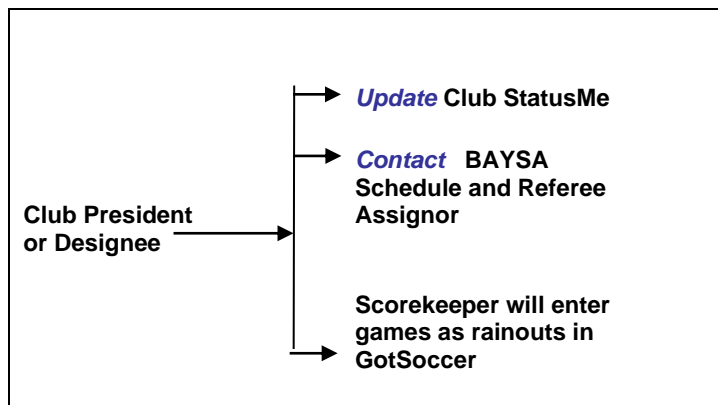 Update Club StatusMe
Contact BAYSA
Schedule and Referee
Assignor
Club President
or Designee
Scorekeeper will enter
games as rainouts in
GotSoccer